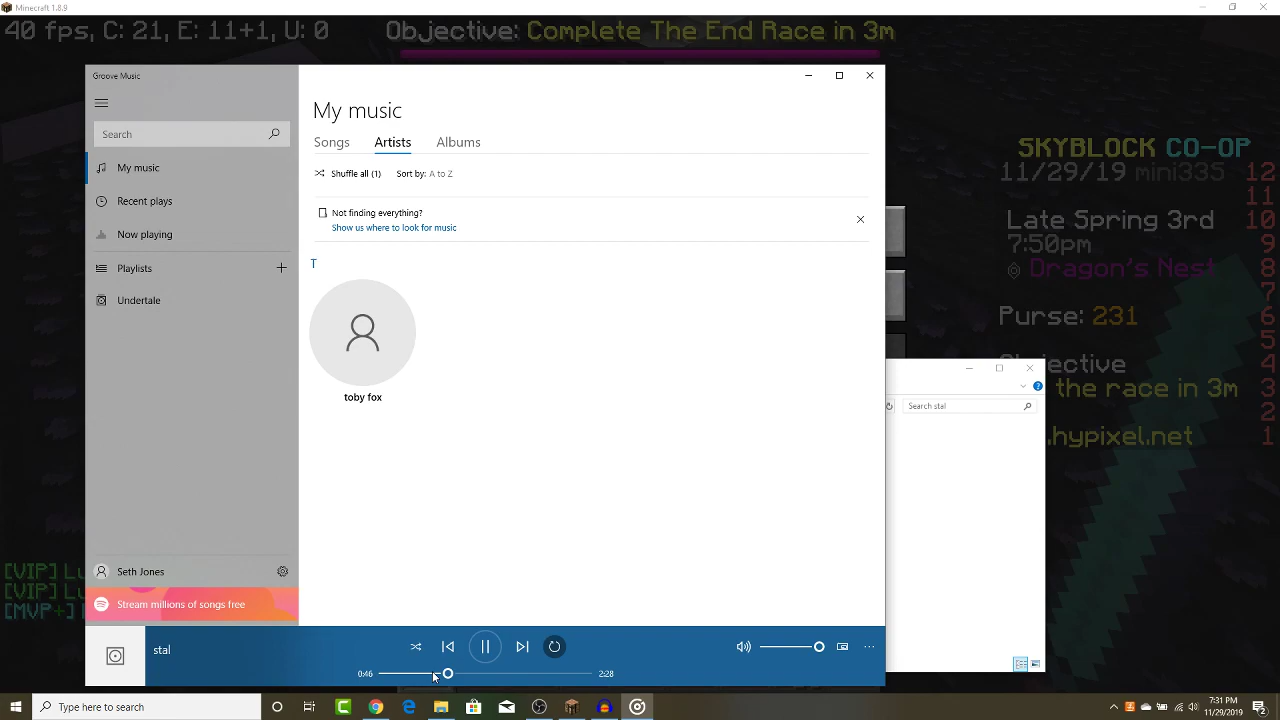 Minecraft 1.8.9
40 fps, C: 21, E: 11+1, U: 0
Objective: Complete The End Race in 3m
Groove Music
Search
My music
Recent plays
Now playing
Playlists
Undertale
Seth Jones
Stream millions of songs free
My music
Songs
Artists
Albums
Shuffle all (1)
Sort by: A to Z
Not finding everything?
Show us where to look for music
T
toby fox
stal
0:46
2:28
Search stal
SKYBLOCK CO-OP
11/29/19 mini335 12
11
Late Spring 3rd 10
7:50pm 9
Dragon's Nest 8
7
Purse: 231 6
5
Objective 4
the race in 3m 3
2
.hypixel.net 1
[VIP] Lu
[VIP] Lu
[MVP+]
Type here to search
7:31 PM
11/29/2019
2